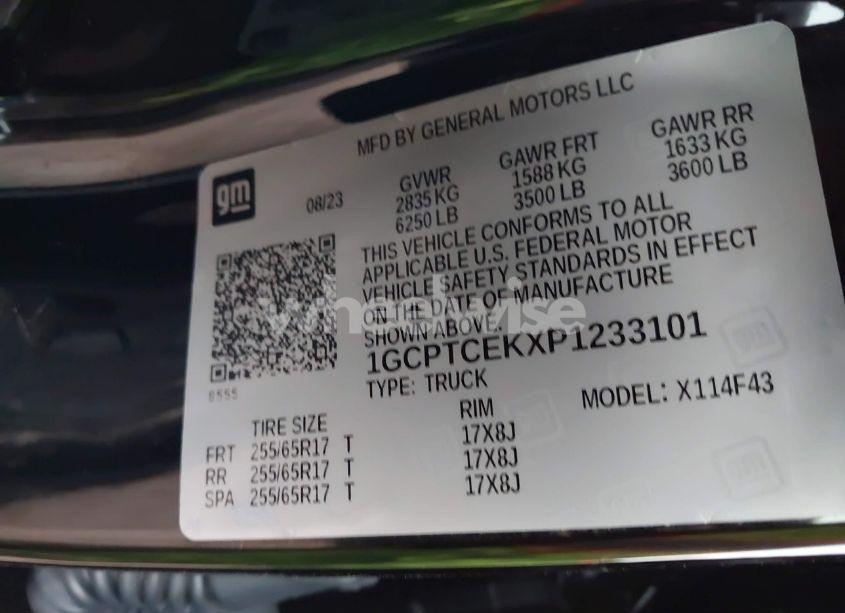 MFD BY GENERAL MOTORS LLC
gm
08/23
GVWR GAWR FRT GAWR RR
2835 KG 1588 KG 1633 KG
6250 LB 3500 LB 3600 LB
THIS VEHICLE CONFORMS TO ALL
APPLICABLE U.S. FEDERAL MOTOR
VEHICLE SAFETY STANDARDS IN EFFECT
ON THE DATE OF MANUFACTURE
SHOWN ABOVE.
wheelwise
1GCPTCEKXP1233101
TYPE: TRUCK MODEL: X114F43
6555
TIRE SIZE RIM
FRT 255/65R17 T 17X8J
RR 255/65R17 T 17X8J
SPA 255/65R17 T 17X8J